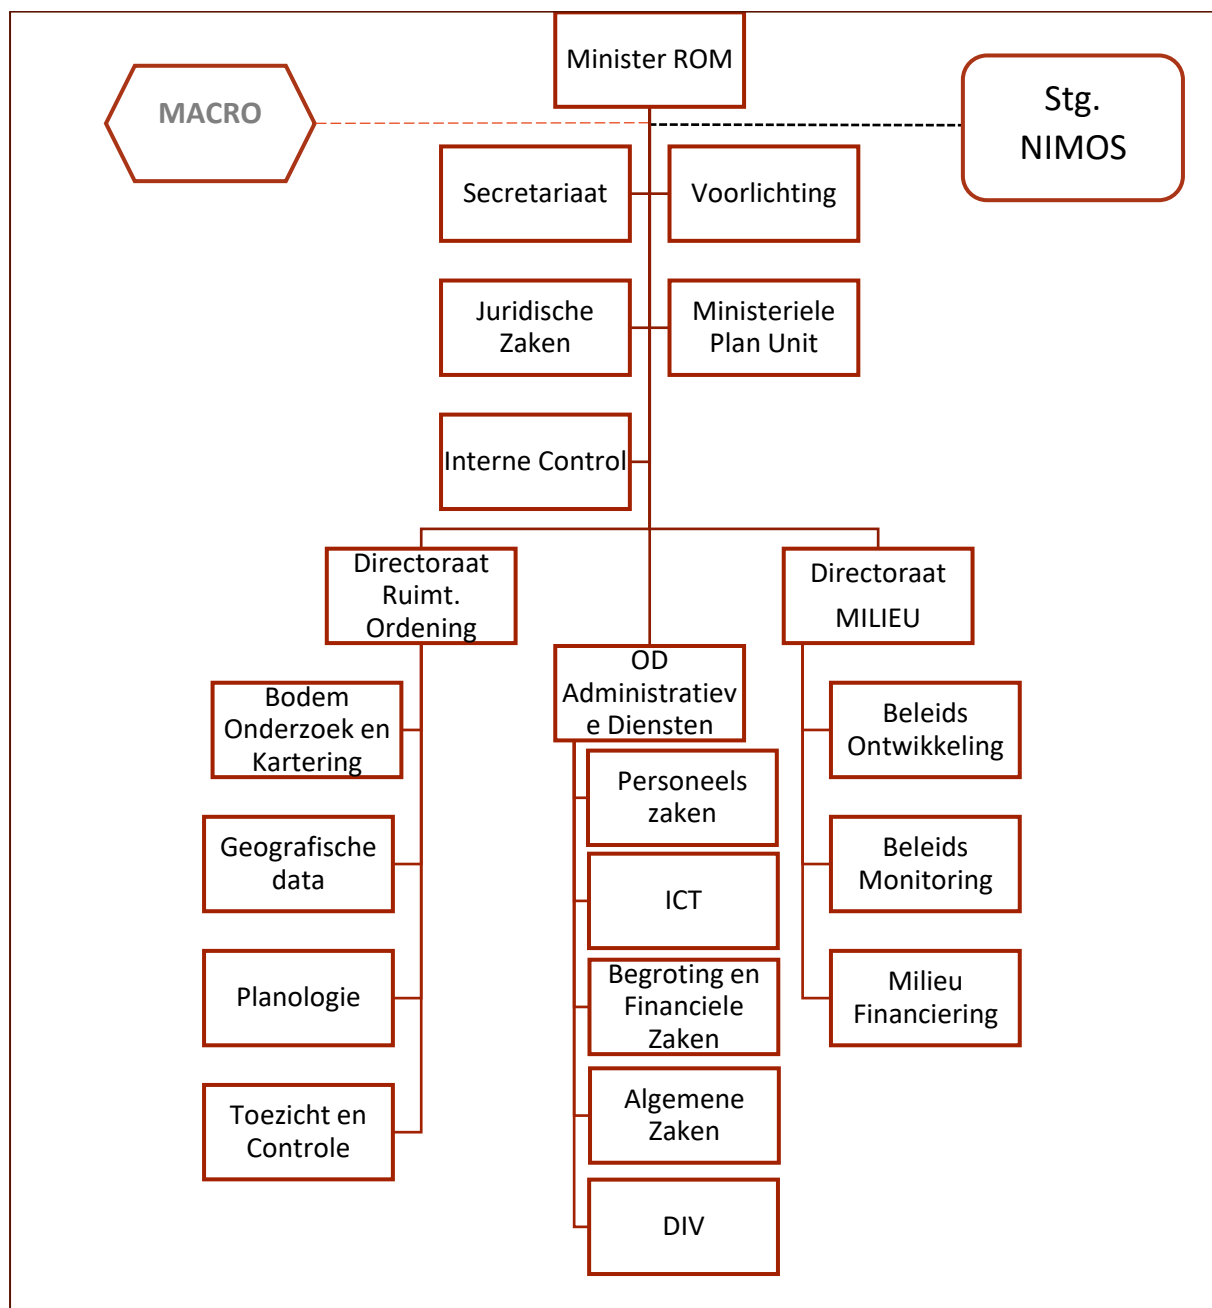 Minister ROM
MACRO
Stg.
NIMOS
Secretariaat
Voorlichting
Juridische
Zaken
Ministeriele
Plan Unit
Interne Control
Directoraat
Ruimt.
Ordening
Directoraat
MILIEU
OD
Administratiev
e Diensten
Bodem
Onderzoek en
Kartering
Geografische
data
Planologie
Toezicht en
Controle
Personeels
zaken
ICT
Begroting en
Financiele
Zaken
Algemene
Zaken
DIV
Beleids
Ontwikkeling
Beleids
Monitoring
Milieu
Financiering